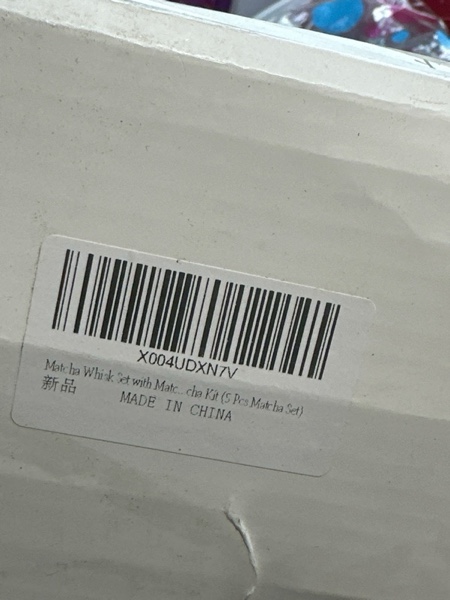 X004UDXN7V
Matcha Whisk Set with Matc... cha Kit (5 Pcs Matcha Set)
新品
MADE IN CHINA